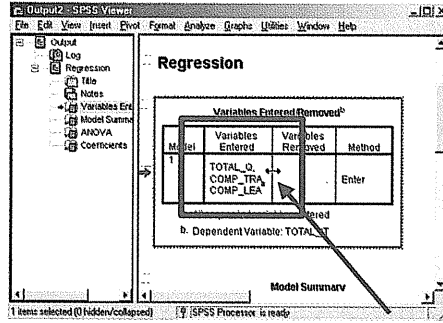 Output2 - SPSS Viewer
File Edit View Insert Pivot Format Analyze Graphs Utilities Window Help
Output
Log
Regression
Title
Notes
Variables Ent
Model Summa
ANOVA
Coefficients
Regression
Variables Entered Removed b
Model Variables Entered Variables Removed Method
1 TOTAL_Q, COMP_TRA, COMP_LEA Enter
b. Dependent Variable: TOTAL
Model Summary
1 items selected (0 hidden/collapsed) SPSS Processor is ready